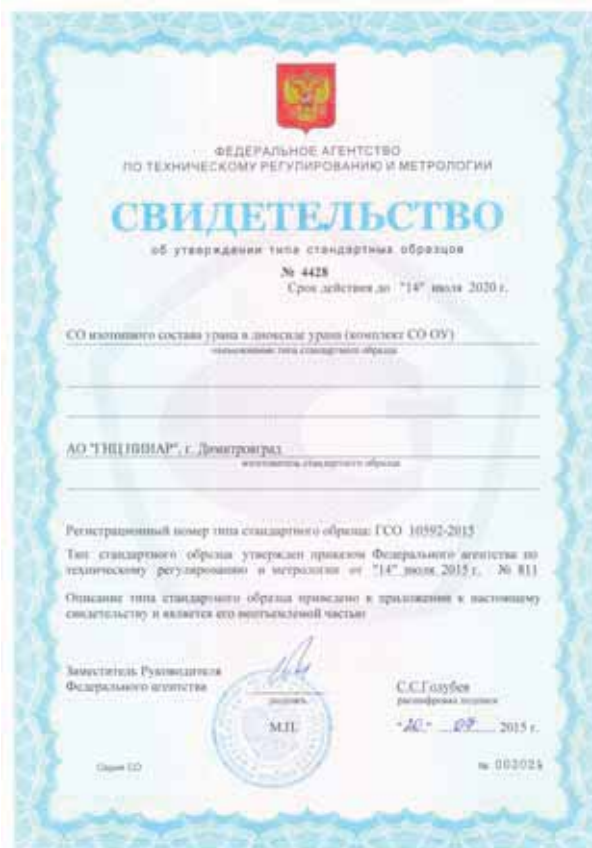 ФЕДЕРАЛЬНОЕ АГЕНТСТВО
ПО ТЕХНИЧЕСКОМУ РЕГУЛИРОВАНИЮ И МЕТРОЛОГИИ
СВИДЕТЕЛЬСТВО
об утверждении типа стандартных образцов
№ 4428
Срок действия до "14" июля 2020 г.
СО изотопного состава урана в диоксиде урана (комплект СО ОУ)
наименование типа стандартного образца
АО "ГНЦ НИИАР", г. Димитровград
изготовитель стандартного образца
Регистрационный номер типа стандартного образца: ГСО 10592-2015
Тип стандартного образца утвержден приказом Федерального агентства по
техническому регулированию и метрологии от "14" июля 2015 г. № 811
Описание типа стандартного образца приведено в приложении к настоящему
свидетельству и является его неотъемлемой частью
Заместитель Руководителя
Федерального агентства
подпись
С.С.Голубев
расшифровка подписи
М.П.
"20" 07 2015 г.
Серия СО
№ 002024